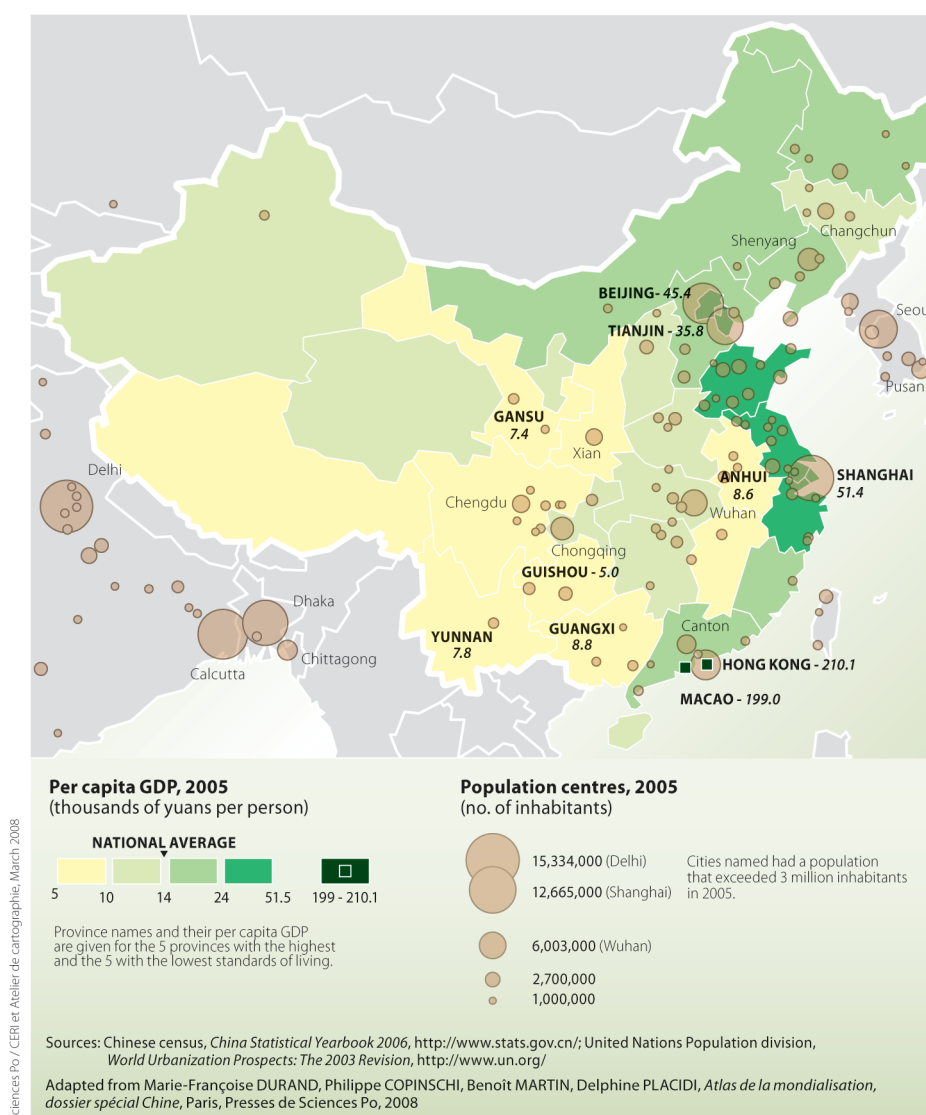 Changchun
Shenyang
BEIJING- 45.4
TIANJIN - 35.8
Seou
Pusan
GANSU
7.4
Xian
Delhi
Chengdu
ANHUI
8.6
SHANGHAI
51.4
Wuhan
Chongqing
GUISHOU - 5.0
Dhaka
YUNNAN
7.8
GUANGXI
8.8
Canton
Chittagong
Calcutta
HONG KONG - 210.1
MACAO - 199.0
Per capita GDP, 2005
(thousands of yuans per person)
NATIONAL AVERAGE
5 10 14 24 51.5 199 - 210.1
Province names and their per capita GDP
are given for the 5 provinces with the highest
and the 5 with the lowest standards of living.
Population centres, 2005
(no. of inhabitants)
15,334,000 (Delhi)
12,665,000 (Shanghai)
6,003,000 (Wuhan)
2,700,000
1,000,000
Cities named had a population
that exceeded 3 million inhabitants
in 2005.
Sources: Chinese census, China Statistical Yearbook 2006, http://www.stats.gov.cn/; United Nations Population division,
World Urbanization Prospects: The 2003 Revision, http://www.un.org/
Adapted from Marie-Françoise DURAND, Philippe COPINSCHI, Benoît MARTIN, Delphine PLACIDI, Atlas de la mondialisation,
dossier spécial Chine, Paris, Presses de Sciences Po, 2008
ciences Po / CERI et Atelier de cartographie, March 2008